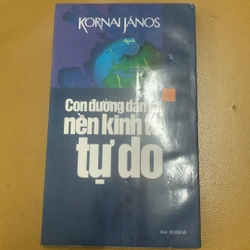 KORNAI JÁNOS
Con đường dẫn
nền kinh
tự do